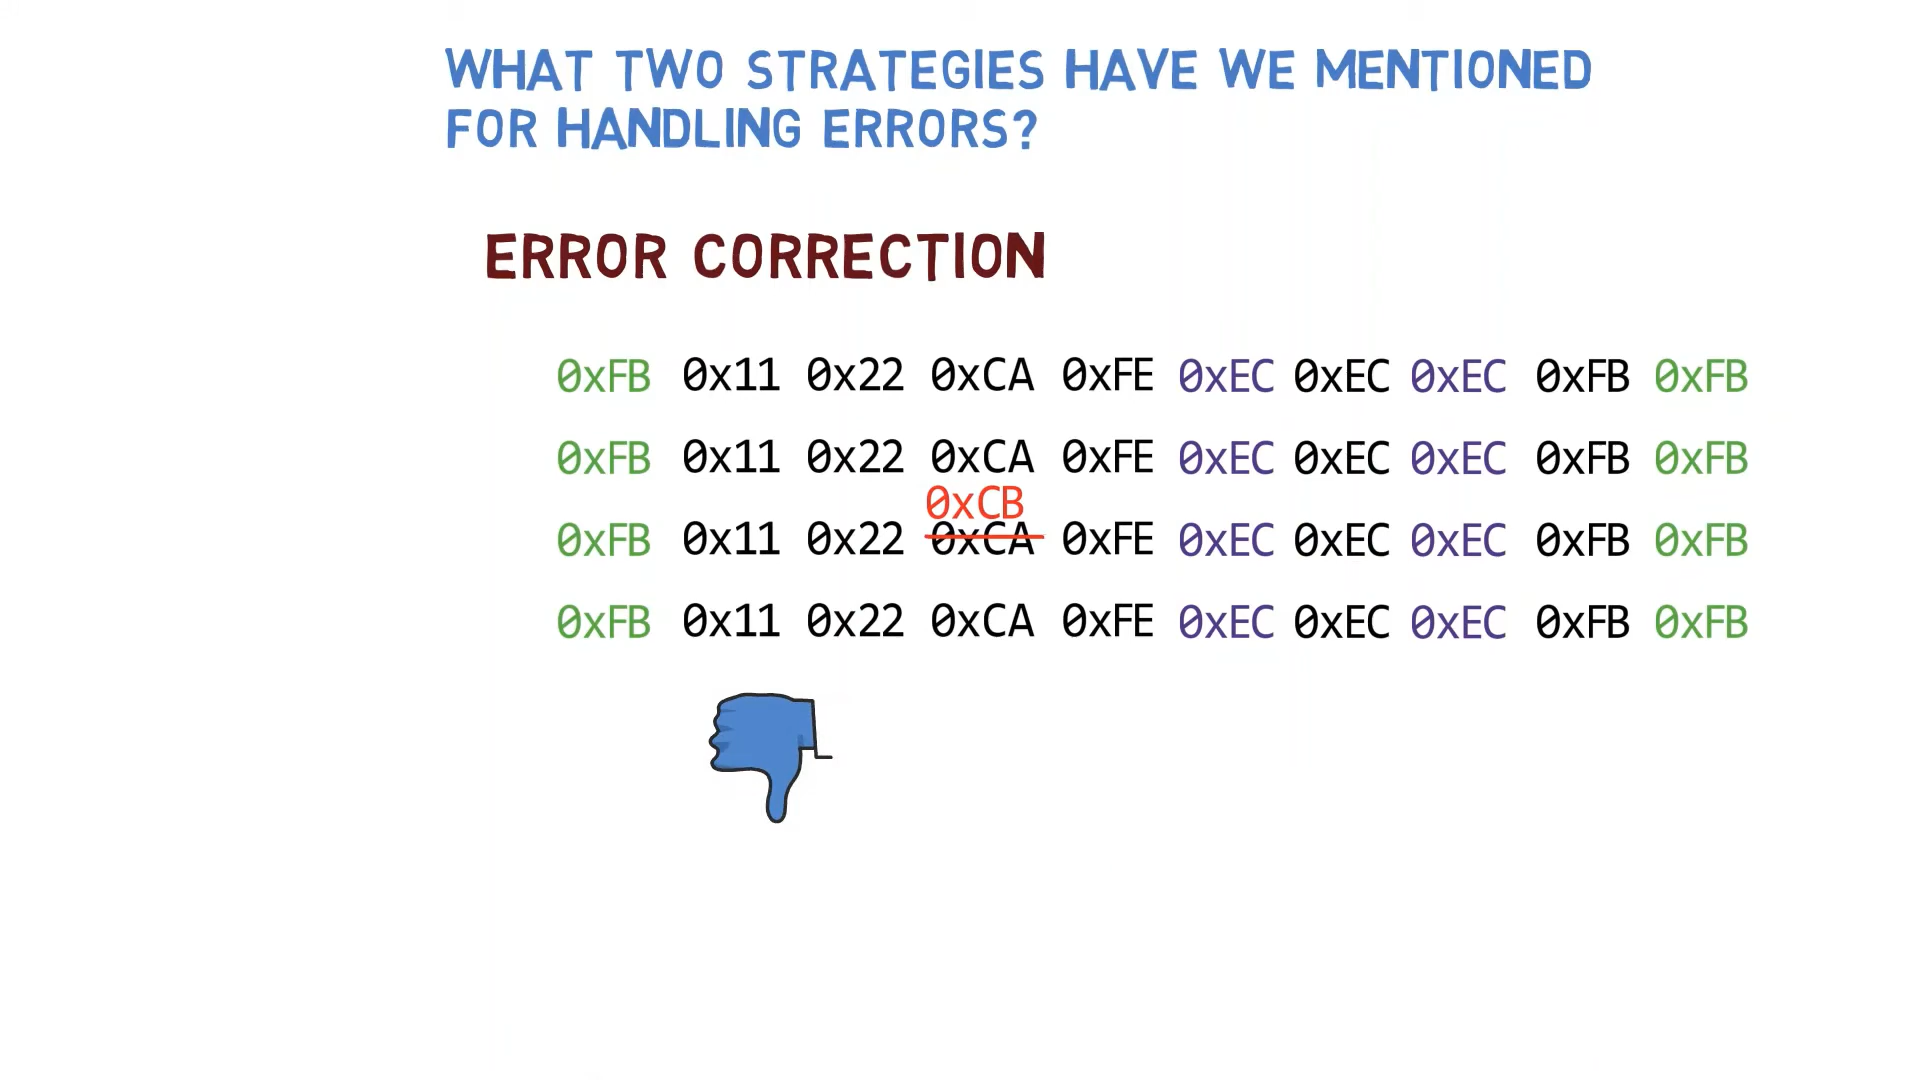 WHAT TWO STRATEGIES HAVE WE MENTIONED
FOR HANDLING ERRORS?
ERROR CORRECTION
0xFB 0x11 0x22 0xCA 0xFE 0xEC 0xEC 0xEC 0xFB 0xFB
0xFB 0x11 0x22 0xCA 0xFE 0xEC 0xEC 0xEC 0xFB 0xFB
0xCB
0xFB 0x11 0x22 0xCA 0xFE 0xEC 0xEC 0xEC 0xFB 0xFB
0xFB 0x11 0x22 0xCA 0xFE 0xEC 0xEC 0xEC 0xFB 0xFB